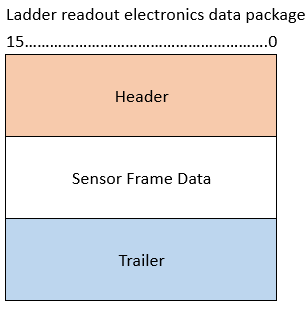 Ladder readout electronics data package
15……………………………………………….0
Header
Sensor Frame Data
Trailer